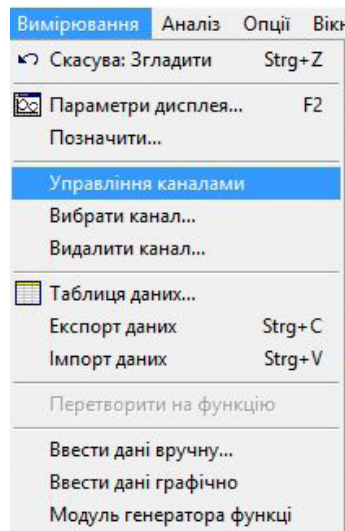 Вимірювання Аналіз Опції Вікн
Скасува: Згладити Strg+Z
Параметри дисплея... F2
Позначити...
Управління каналами
Вибрати канал...
Видалити канал...
Таблиця даних...
Експорт даних Strg+C
Імпорт даних Strg+V
Перетворити на функцію
Ввести дані вручну...
Ввести дані графічно
Модуль генератора функці